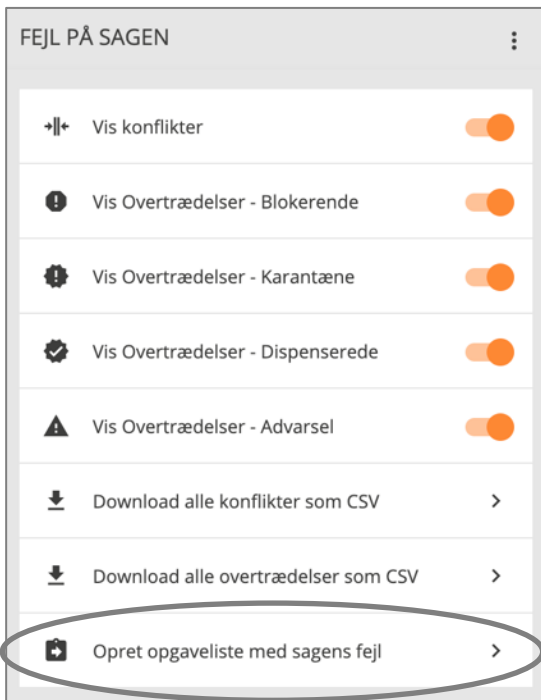 FEJL PÅ SAGEN
Vis konflikter
Vis Overtrædelser - Blokerende
Vis Overtrædelser - Karantæne
Vis Overtrædelser - Dispenserede
Vis Overtrædelser - Advarsel
Download alle konflikter som CSV
Download alle overtrædelser som CSV
Opret opgaveliste med sagens fejl